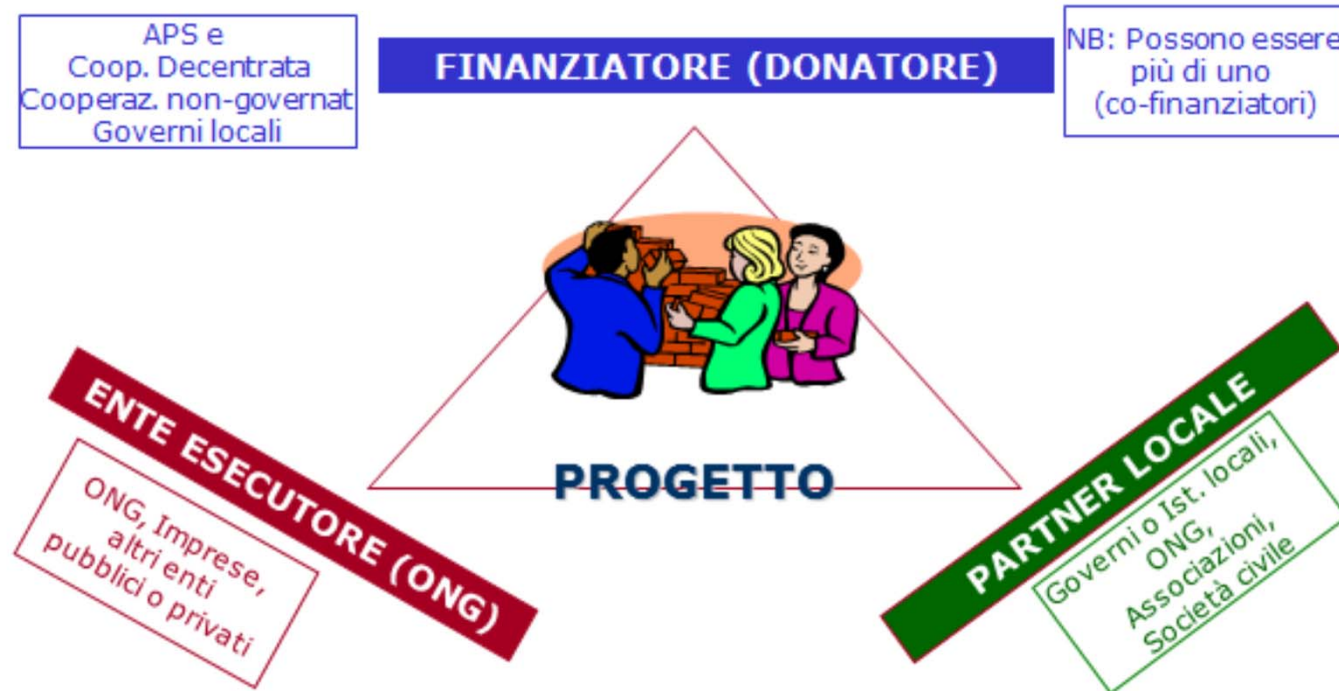 APS e
Coop. Decentrata
Cooperaz. non-governat
Governi locali
FINANZIATORE (DONATORE)
NB: Possono essere
più di uno
(co-finanziatori)
PROGETTO
ENTE ESECUTORE (ONG)
ONG, Imprese,
altri enti
pubblici o privati
PARTNER LOCALE
Governi o Ist. locali,
ONG,
Associazioni,
Società civile